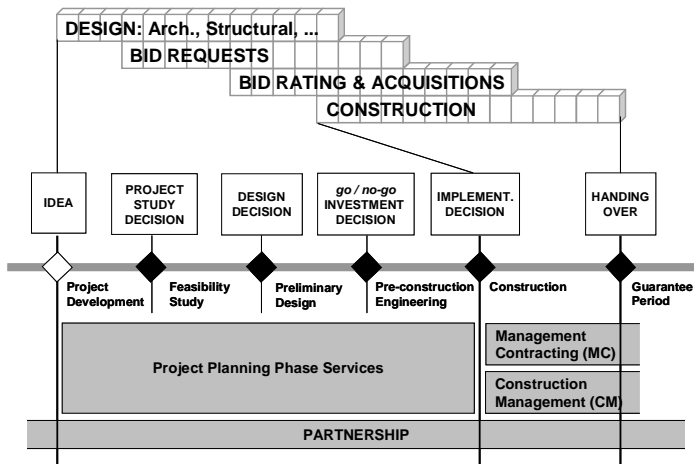 DESIGN: Arch., Structural, ...
BID REQUESTS
BID RATING & ACQUISITIONS
CONSTRUCTION
IDEA
PROJECT
STUDY
DECISION
DESIGN
DECISION
go / no-go
INVESTMENT
DECISION
IMPLEMENT.
DECISION
HANDING
OVER
Project
Development
Feasibility
Study
Preliminary
Design
Pre-construction
Engineering
Construction
Guarantee
Period
Project Planning Phase Services
Management
Contracting (MC)
Construction
Management (CM)
PARTNERSHIP